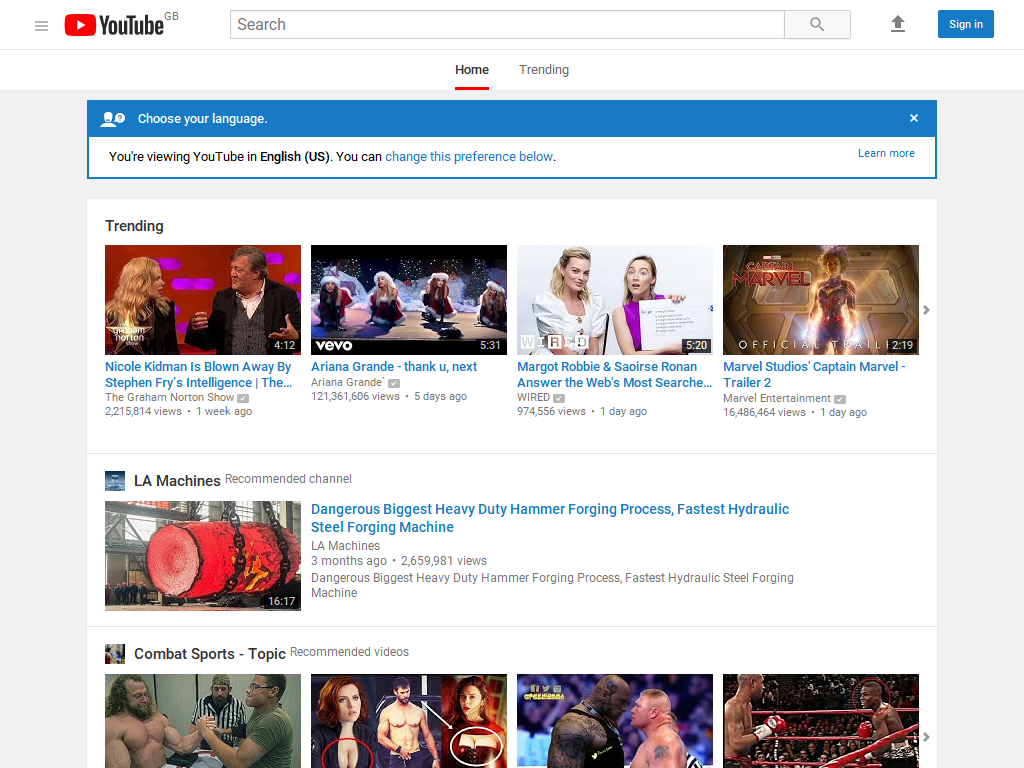 YouTube GB
Search
Sign in
Home
Trending
Choose your language.
×
You're viewing YouTube in English (US). You can change this preference below.
Learn more
Trending
graham
norton
show
4:12
vevo
5:31
WIRED
5:20
MARVEL STUDIOS
CAPTAIN
MARVEL
OFFICIAL TRAILE
2:19
Nicole Kidman Is Blown Away By
Stephen Fry's Intelligence | The...
The Graham Norton Show
2,215,814 views • 1 week ago
Ariana Grande - thank u, next
Ariana Grande`
121,361,606 views • 5 days ago
Margot Robbie & Saoirse Ronan
Answer the Web's Most Searche...
WIRED
974,556 views • 1 day ago
Marvel Studios' Captain Marvel -
Trailer 2
Marvel Entertainment
16,486,464 views • 1 day ago
LA Machines Recommended channel
16:17
Dangerous Biggest Heavy Duty Hammer Forging Process, Fastest Hydraulic
Steel Forging Machine
LA Machines
3 months ago • 2,659,981 views
Dangerous Biggest Heavy Duty Hammer Forging Process, Fastest Hydraulic Steel Forging
Machine
Combat Sports - Topic Recommended videos